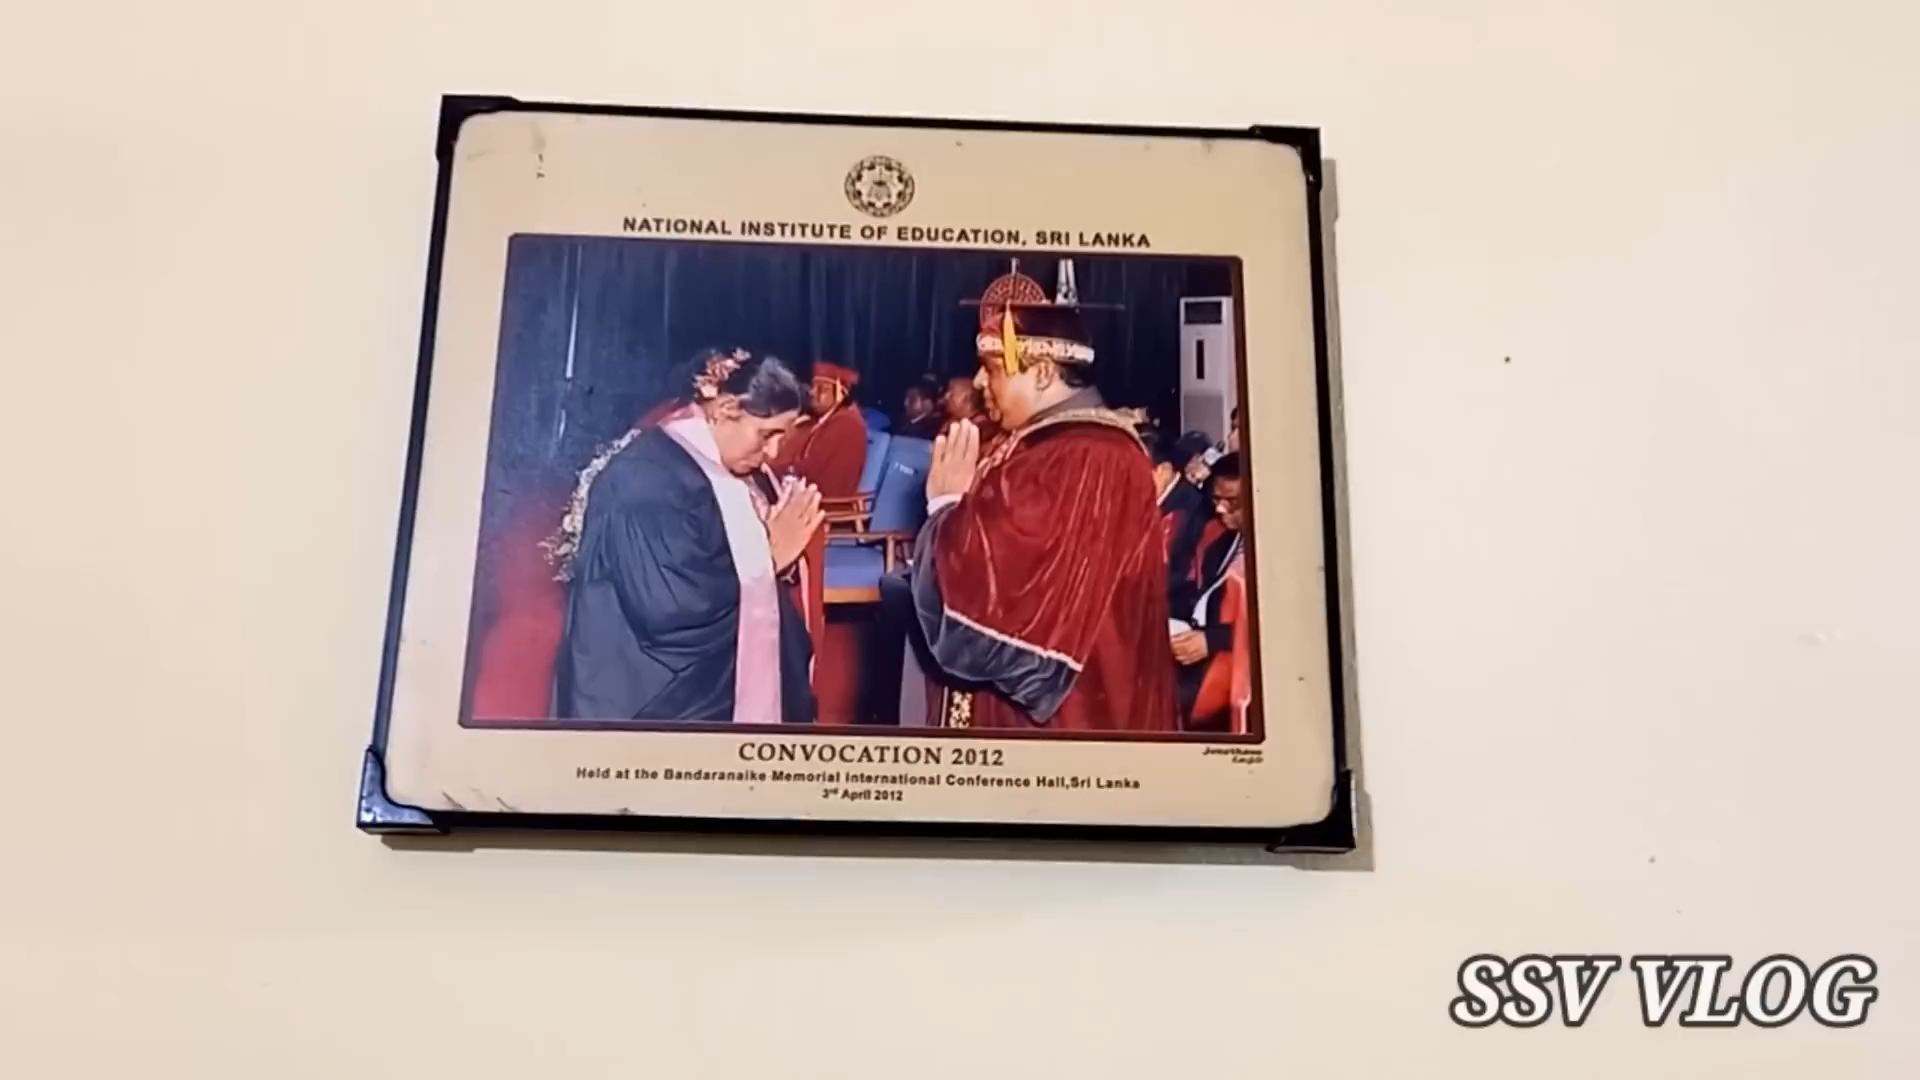 NATIONAL INSTITUTE OF EDUCATION, SRI LANKA
CONVOCATION 2012
Held at the Bandaranaike Memorial International Conference Hall,Sri Lanka
3rd April 2012
SSV VLOG